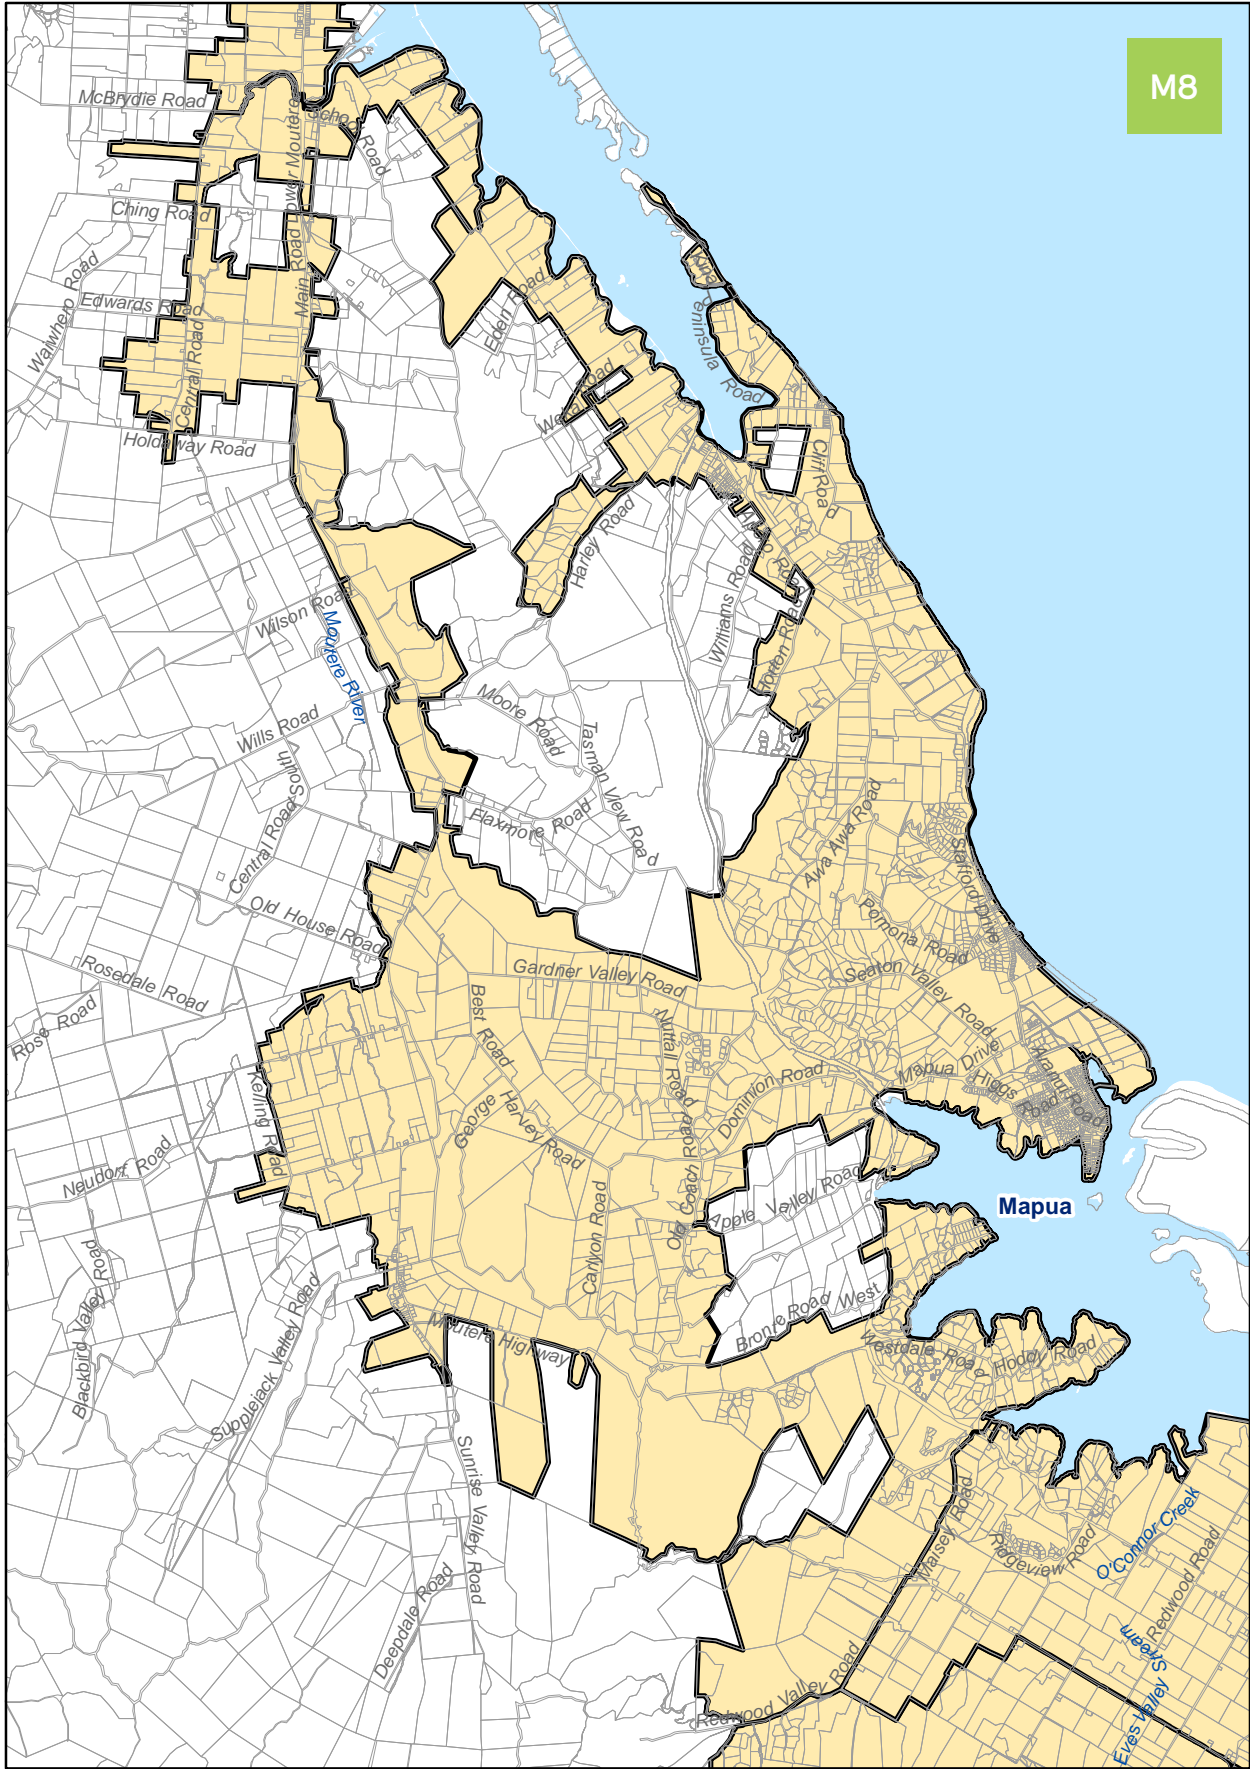 M8
McBrydie Road
School Road
Main Road Lower Moutere
Ching Road
Waiwhero Road
Edwards Road
Central Road
Eden Road
Kina Peninsula Road
Road
Holdaway Road
Cliff Road
Harley Road
Williams Road
Horton Road
Wilson Road
Moutere River
Moore Road
Wills Road
Tasman View Road
Central Road South
Flaxmore Road
Awa Awa Road
Stafford Drive
Old House Road
Pomona Road
Rosedale Road
Gardner Valley Road
Seaton Valley Road
Rose Road
Best Road
Nuttall Road
Mapua Drive
Higgs Road
Aranui Road
Kelling Road
Dominion Road
George Harvey Road
Neudorf Road
Old Coach Road
Apple Valley Road
Mapua
Carlyon Road
Blackbird Valley Road
Supplejack Valley Road
Moutere Highway
Bronte Road West
Westdale Road
Hoddy Road
Sunrise Valley Road
Maisey Road
Ridgeview Road
O'Connor Creek
Redwood Road
Deepdale Road
Redwood Valley Road
Eves Valley Stream